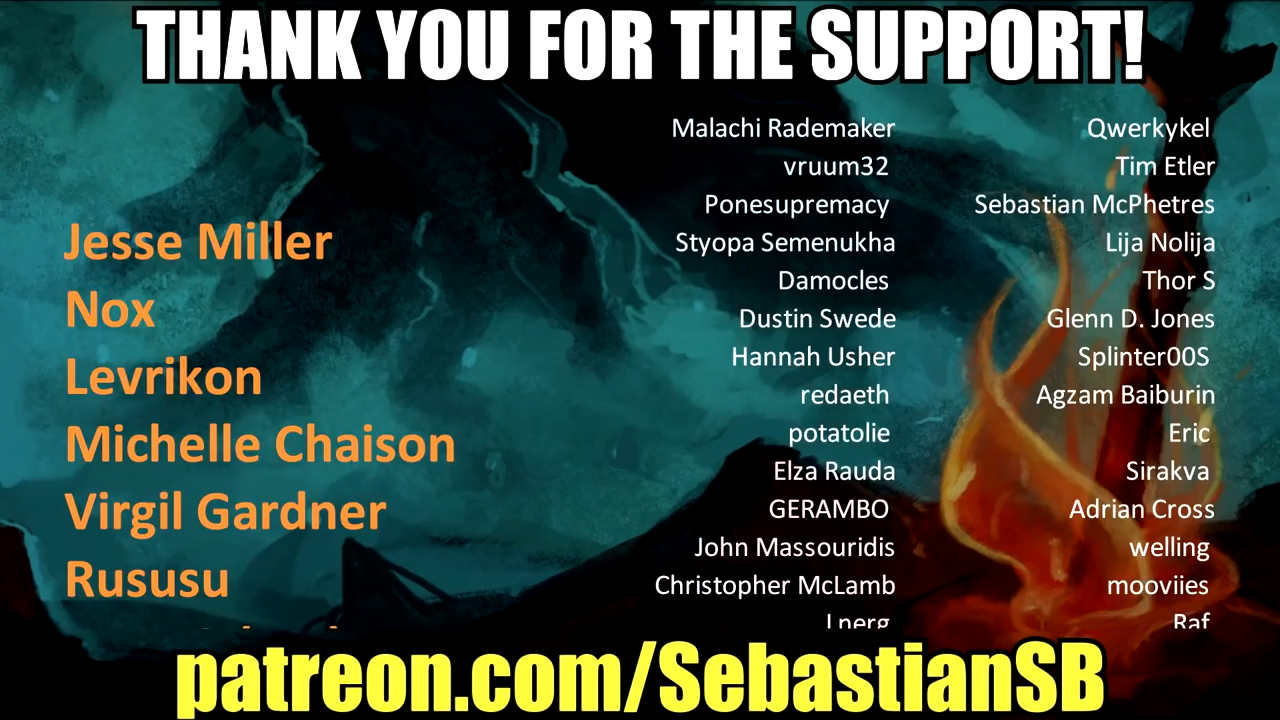 THANK YOU FOR THE SUPPORT!
Jesse Miller
Nox
Levrikon
Michelle Chaison
Virgil Gardner
Rususu
Malachi Rademaker
vruum32
Ponesupremacy
Styopa Semenukha
Damocles
Dustin Swede
Hannah Usher
redaeth
potatolie
Elza Rauda
GERAMBO
John Massouridis
Christopher McLamb
Qwerkykel
Tim Etler
Sebastian McPhetres
Lija Nolija
Thor S
Glenn D. Jones
Splinter00S
Agzam Baiburin
Eric
Sirakva
Adrian Cross
welling
mooviies
Raf
patreon.com/SebastianSB